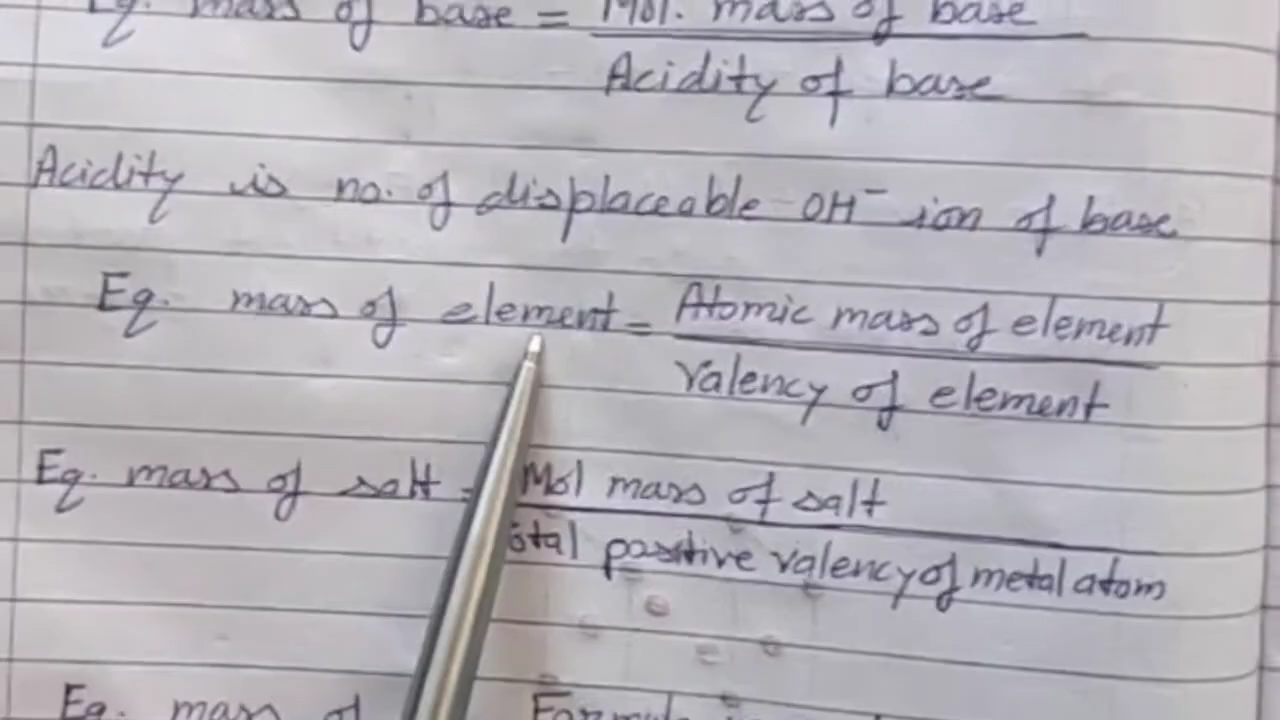 Eq. mass of base = Mol. mass of base
Acidity of base
Acidity is no. of displaceable OH⁻ ion of base
Eq. mass of element = Atomic mass of element
Valency of element
Eq. mass of salt = Mol mass of salt
otal positive valency of metal atom
Eq. mass of